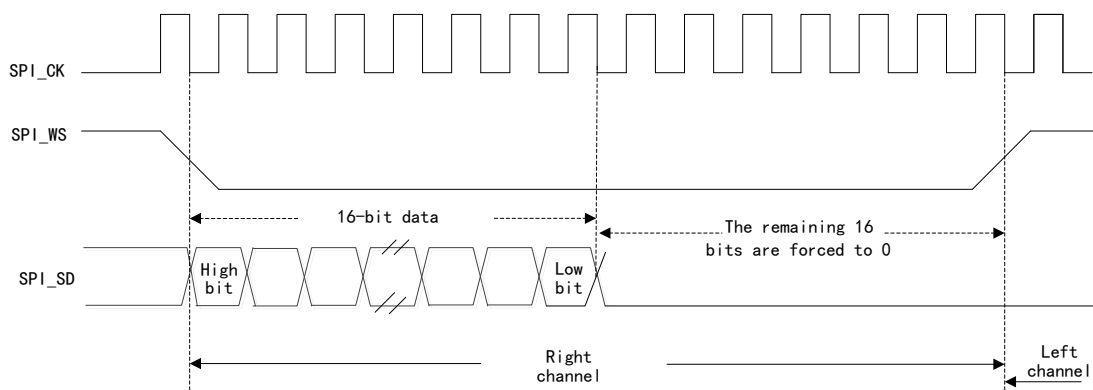 SPI_CK
SPI_WS
16-bit data
The remaining 16
bits are forced to 0
SPI_SD
High
bit
Low
bit
Right
channel
Left
channel